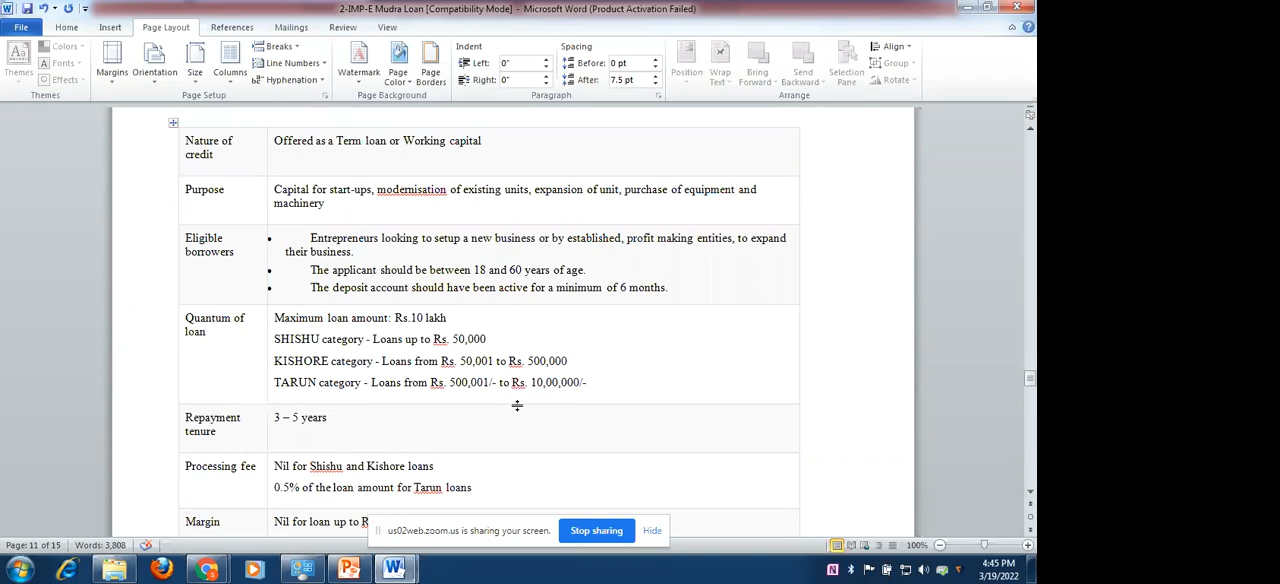 2-IMP-E Mudra Loan [Compatibility Mode] - Microsoft Word (Product Activation Failed)
File Home Insert Page Layout References Mailings Review View
Themes Colors Fonts Effects
Themes
Margins Orientation Size Columns Breaks Line Numbers Hyphenation
Page Setup
Watermark Page Color Page Borders
Page Background
Indent Spacing
Left: 0" Before: 0 pt
Right: 0" After: 7.5 pt
Paragraph
Position Wrap Text Bring Forward Send Backward Selection Pane Align Group Rotate
Arrange
Nature of credit
Offered as a Term loan or Working capital
Purpose
Capital for start-ups, modernisation of existing units, expansion of unit, purchase of equipment and
machinery
Eligible
borrowers
• Entrepreneurs looking to setup a new business or by established, profit making entities, to expand
their business.
• The applicant should be between 18 and 60 years of age.
• The deposit account should have been active for a minimum of 6 months.
Quantum of
loan
Maximum loan amount: Rs.10 lakh
SHISHU category - Loans up to Rs. 50,000
KISHORE category - Loans from Rs. 50,001 to Rs. 500,000
TARUN category - Loans from Rs. 500,001/- to Rs. 10,00,000/-
Repayment
tenure
3 – 5 years
Processing fee
Nil for Shishu and Kishore loans
0.5% of the loan amount for Tarun loans
Margin
Nil for loan up to R
us02web.zoom.us is sharing your screen. Stop sharing Hide
Page: 11 of 15 Words: 3,808 100%
4:45 PM
3/19/2022